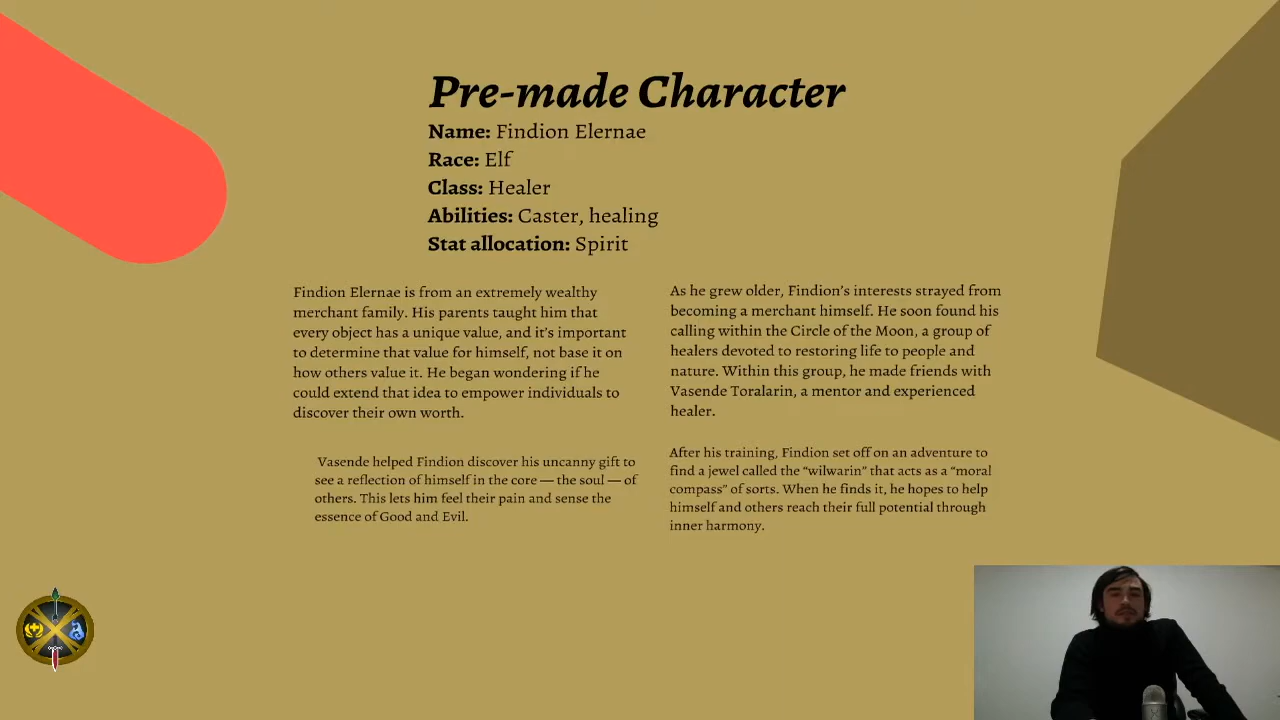 Pre-made Character
Name: Findion Elernae
Race: Elf
Class: Healer
Abilities: Caster, healing
Stat allocation: Spirit
Findion Elernae is from an extremely wealthy
merchant family. His parents taught him that
every object has a unique value, and it's important
to determine that value for himself, not base it on
how others value it. He began wondering if he
could extend that idea to empower individuals to
discover their own worth.
As he grew older, Findion's interests strayed from
becoming a merchant himself. He soon found his
calling within the Circle of the Moon, a group of
healers devoted to restoring life to people and
nature. Within this group, he made friends with
Vasende Toralarin, a mentor and experienced
healer.
Vasende helped Findion discover his uncanny gift to
see a reflection of himself in the core — the soul — of
others. This lets him feel their pain and sense the
essence of Good and Evil.
After his training, Findion set off on an adventure to
find a jewel called the “wilwarin” that acts as a “moral
compass” of sorts. When he finds it, he hopes to help
himself and others reach their full potential through
inner harmony.